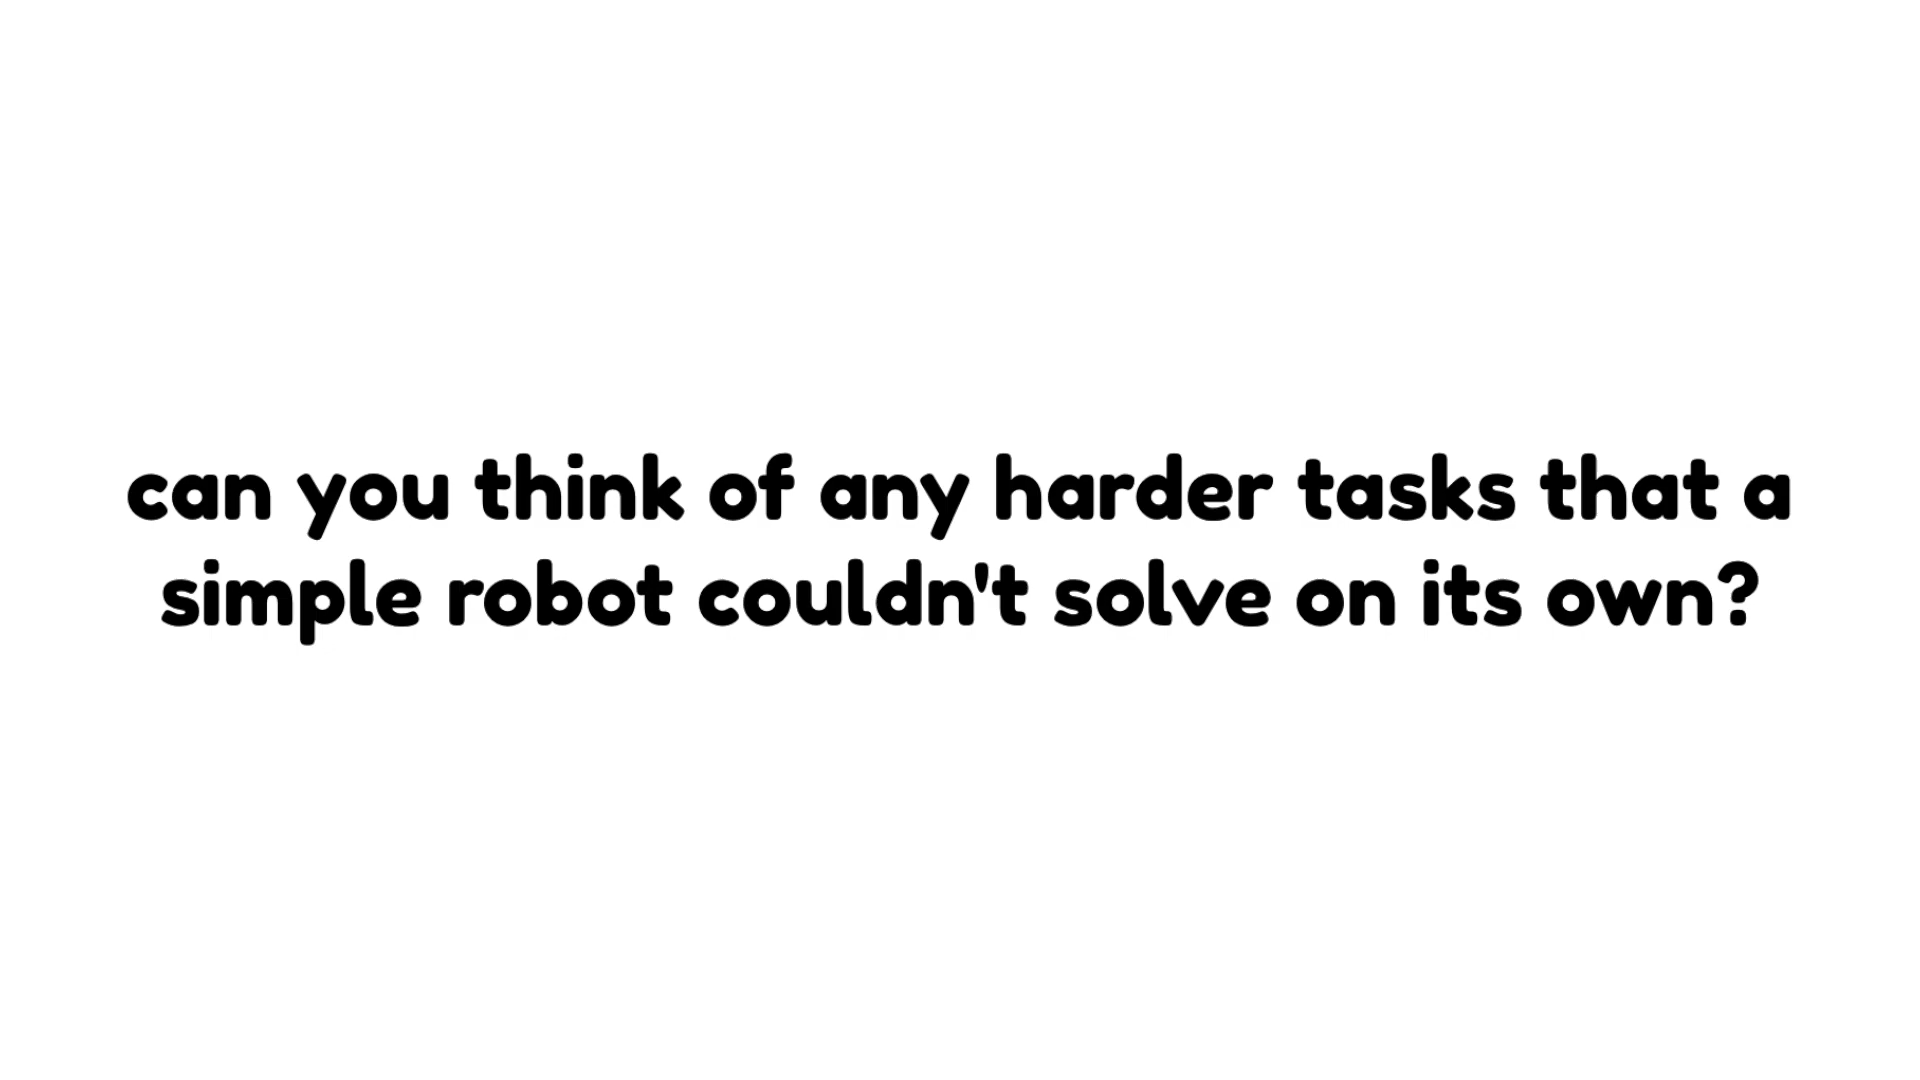 can you think of any harder tasks that a
simple robot couldn't solve on its own?